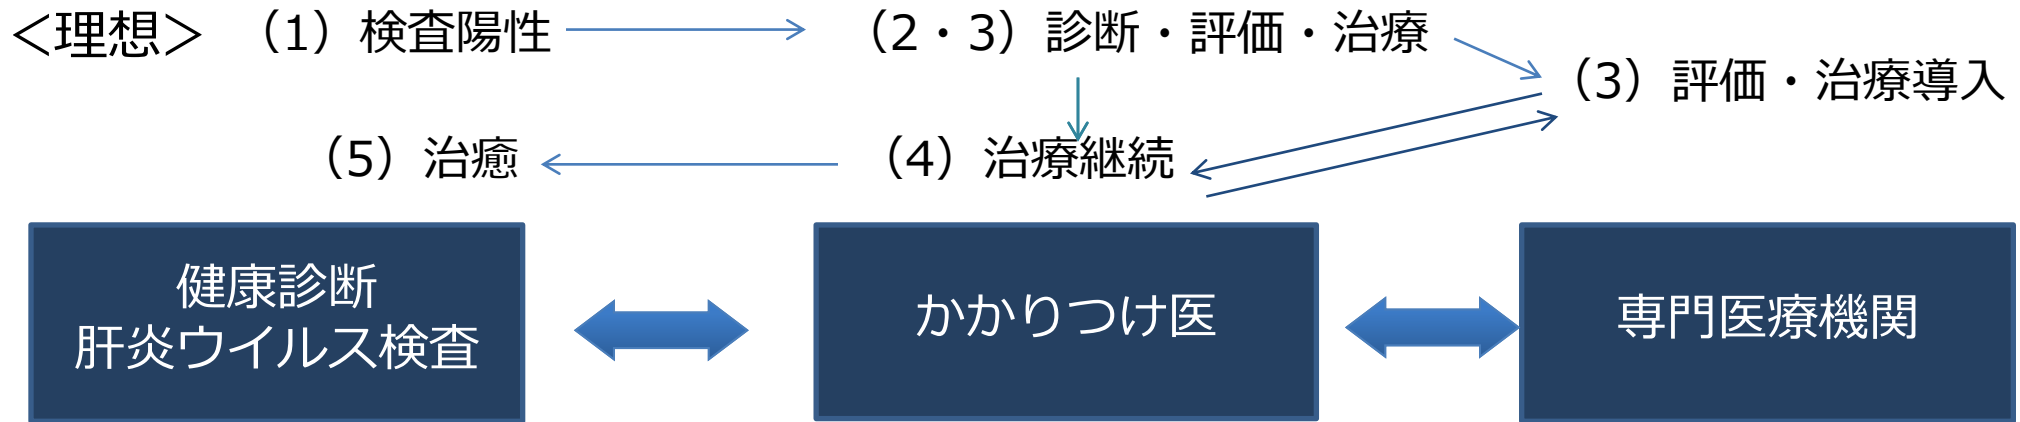 ＜理想＞
（1）検査陽性
（2・3）診断・評価・治療
（3）評価・治療導入
（5）治癒
（4）治療継続
健康診断
肝炎ウイルス検査
かかりつけ医
専門医療機関